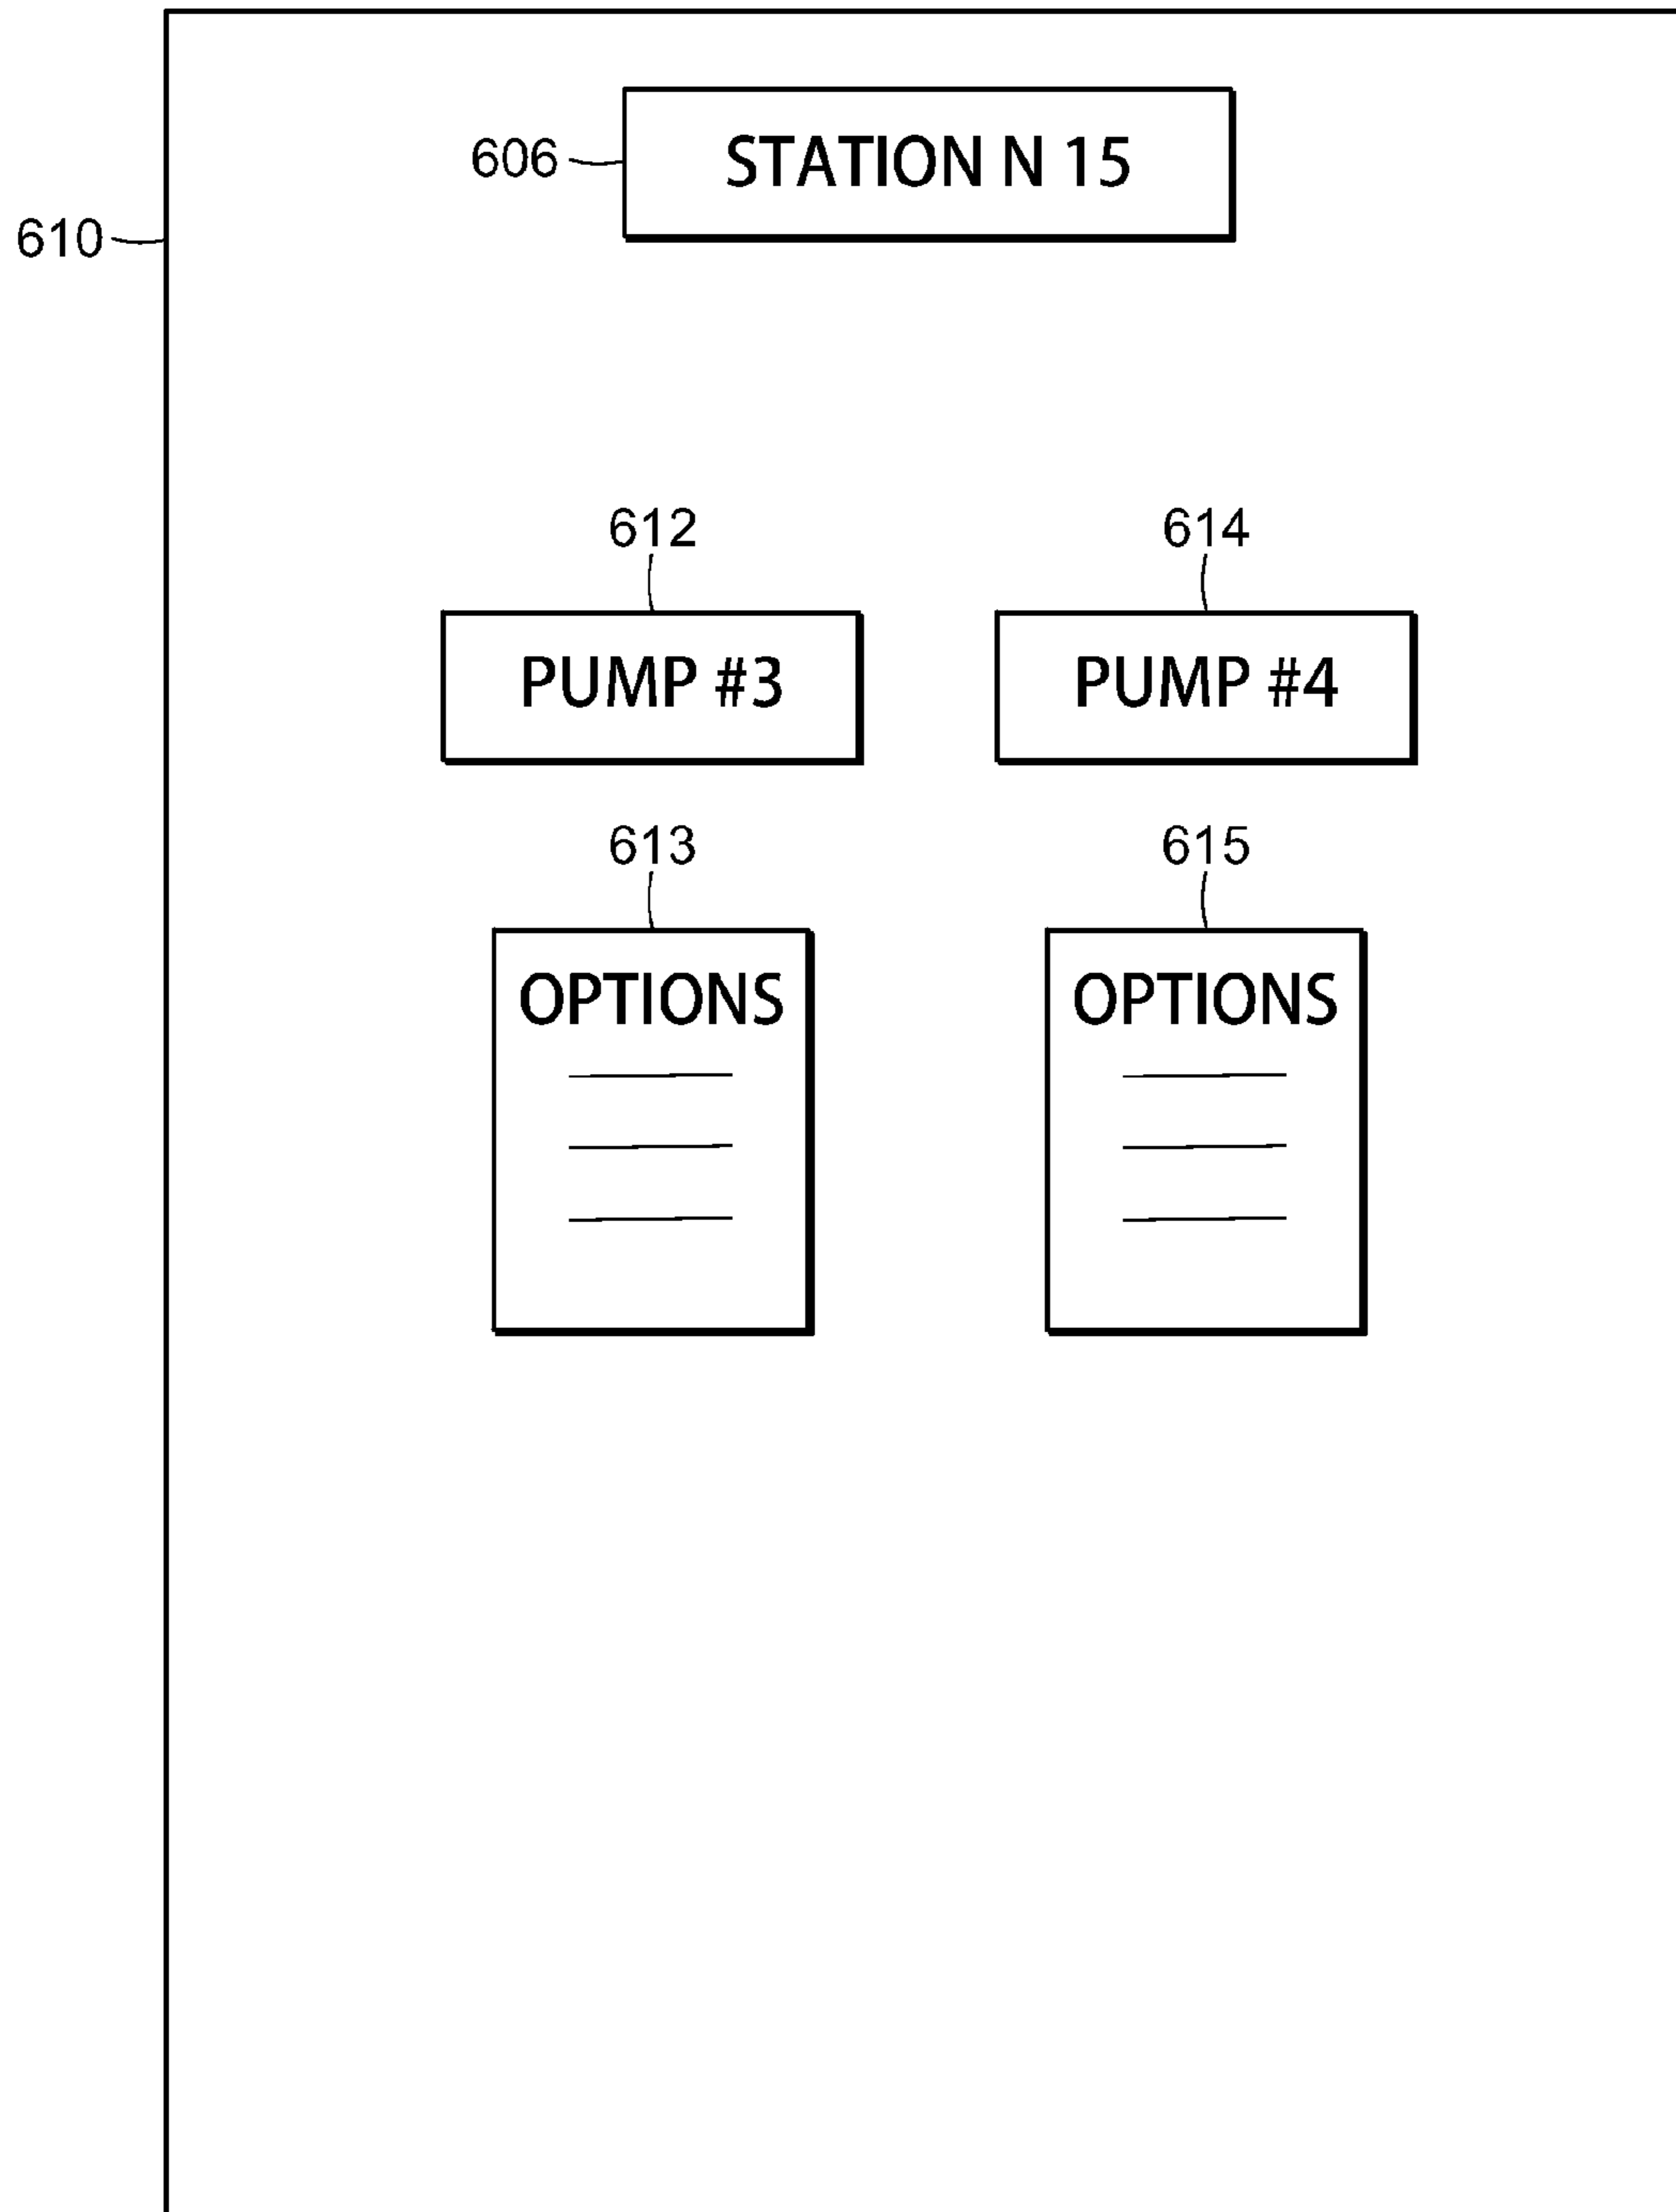 606 STATION N 15
610
612 614
PUMP #3 PUMP #4
613 615
OPTIONS OPTIONS